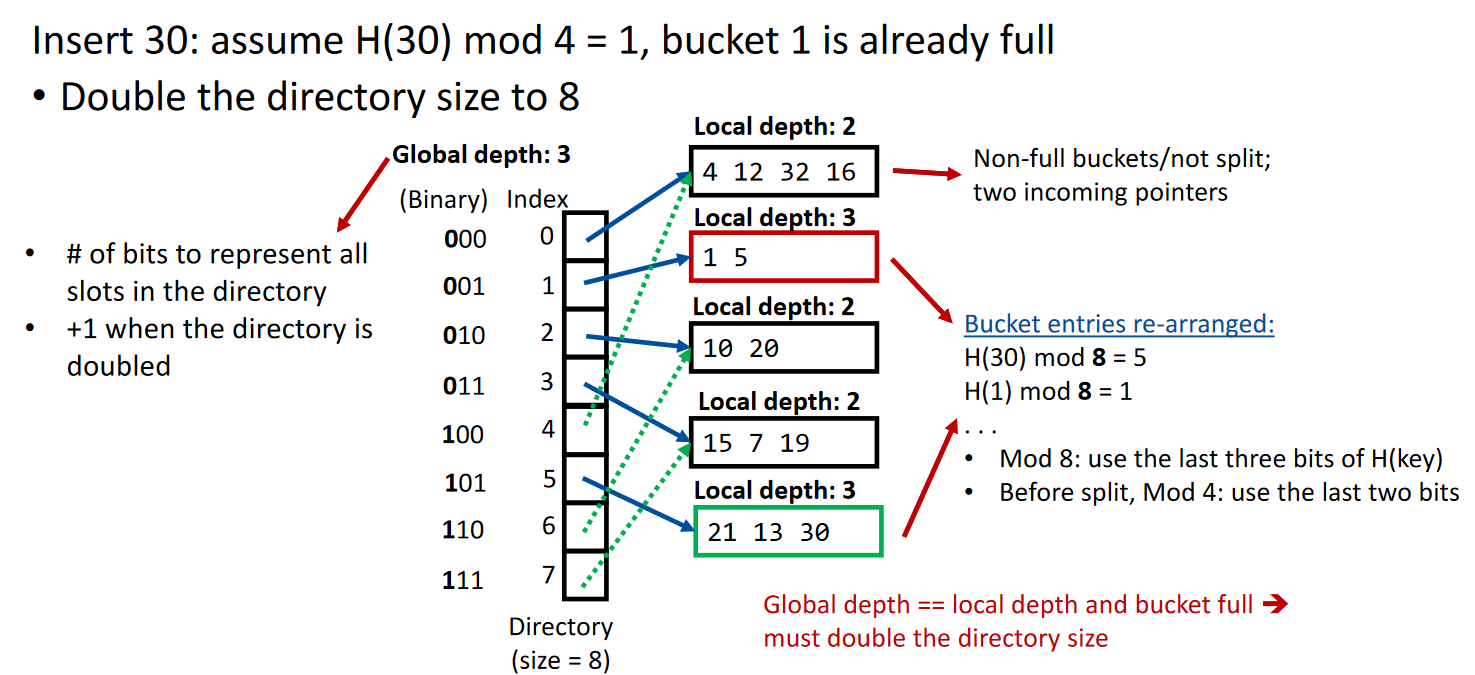 Insert 30: assume H(30) mod 4 = 1, bucket 1 is already full
• Double the directory size to 8
Global depth: 3
(Binary) Index
000 0
001 1
010 2
011 3
100 4
101 5
110 6
111 7
Directory
(size = 8)
• # of bits to represent all
slots in the directory
• +1 when the directory is
doubled
Local depth: 2
4 12 32 16
Local depth: 3
1 5
Local depth: 2
10 20
Local depth: 2
15 7 19
Local depth: 3
21 13 30
Non-full buckets/not split;
two incoming pointers
Bucket entries re-arranged:
H(30) mod 8 = 5
H(1) mod 8 = 1
. . .
• Mod 8: use the last three bits of H(key)
• Before split, Mod 4: use the last two bits
Global depth == local depth and bucket full ➔
must double the directory size